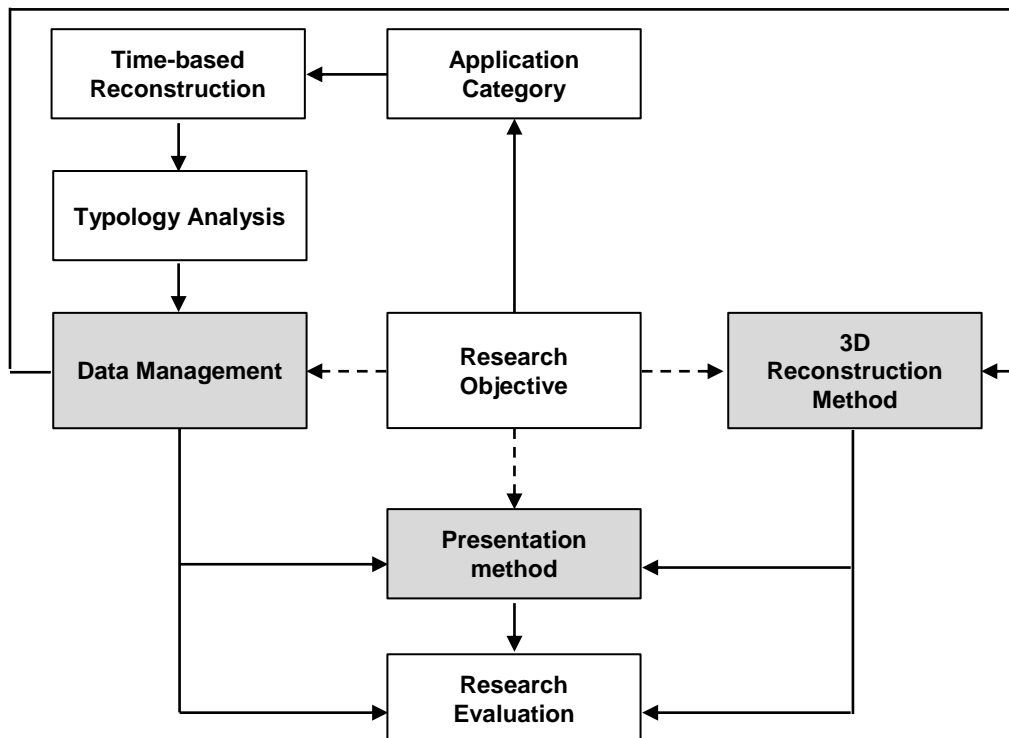 Time-based
Reconstruction
Application
Category
Typology Analysis
Data Management
Research
Objective
3D
Reconstruction
Method
Presentation
method
Research
Evaluation